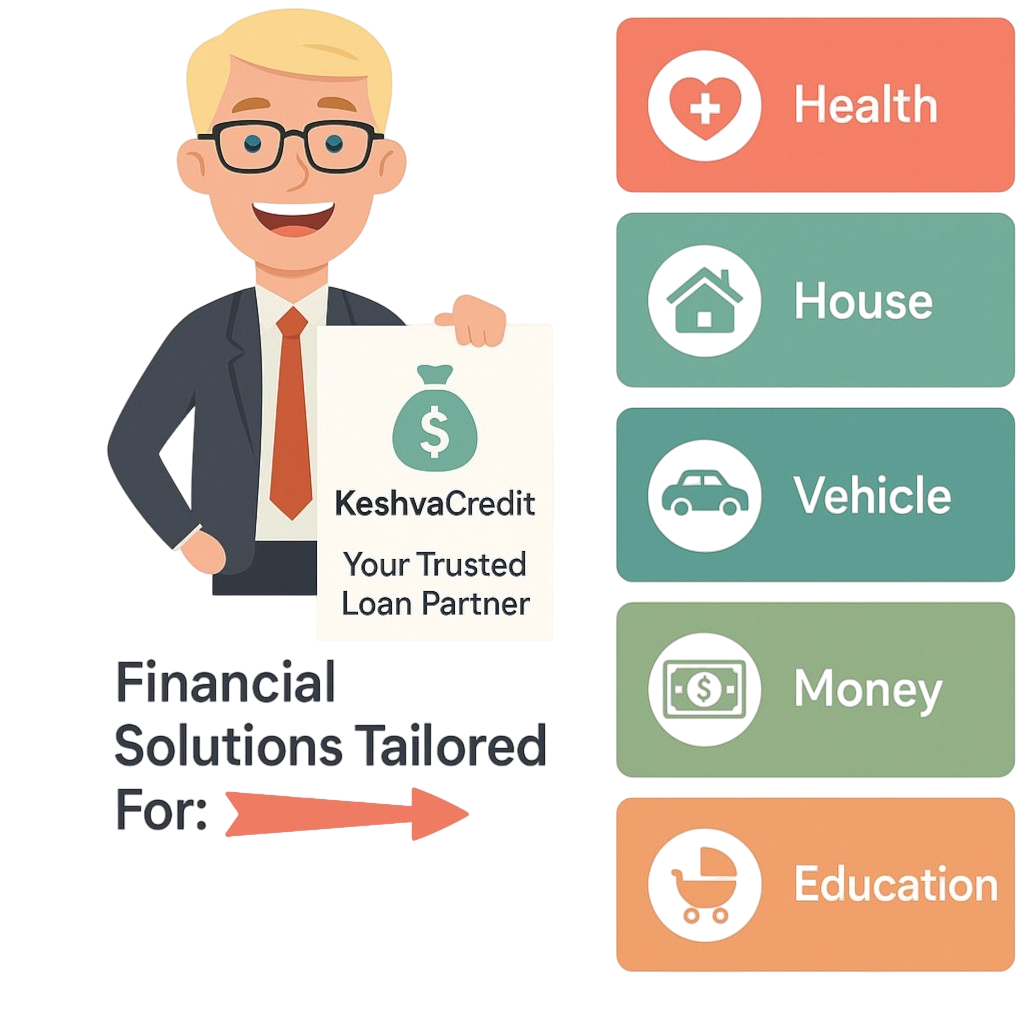 KeshvaCredit
Your Trusted
Loan Partner
Financial
Solutions Tailored
For:
Health
House
Vehicle
Money
Education